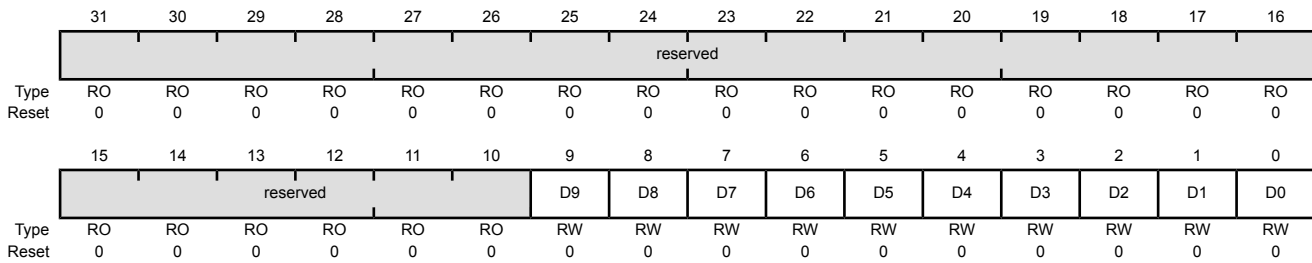 31 30 29 28 27 26 25 24 23 22 21 20 19 18 17 16
reserved
Type RO RO RO RO RO RO RO RO RO RO RO RO RO RO RO RO
Reset 0 0 0 0 0 0 0 0 0 0 0 0 0 0 0 0
15 14 13 12 11 10 9 8 7 6 5 4 3 2 1 0
reserved D9 D8 D7 D6 D5 D4 D3 D2 D1 D0
Type RO RO RO RO RO RO RW RW RW RW RW RW RW RW RW RW
Reset 0 0 0 0 0 0 0 0 0 0 0 0 0 0 0 0